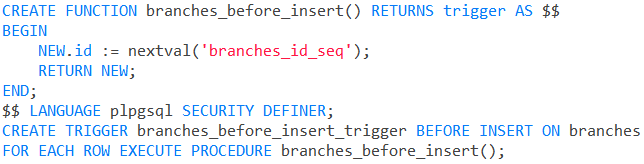 CREATE FUNCTION branches_before_insert() RETURNS trigger AS $$
BEGIN
    NEW.id := nextval('branches_id_seq');
    RETURN NEW;
END;
$$ LANGUAGE plpgsql SECURITY DEFINER;
CREATE TRIGGER branches_before_insert_trigger BEFORE INSERT ON branches
FOR EACH ROW EXECUTE PROCEDURE branches_before_insert();